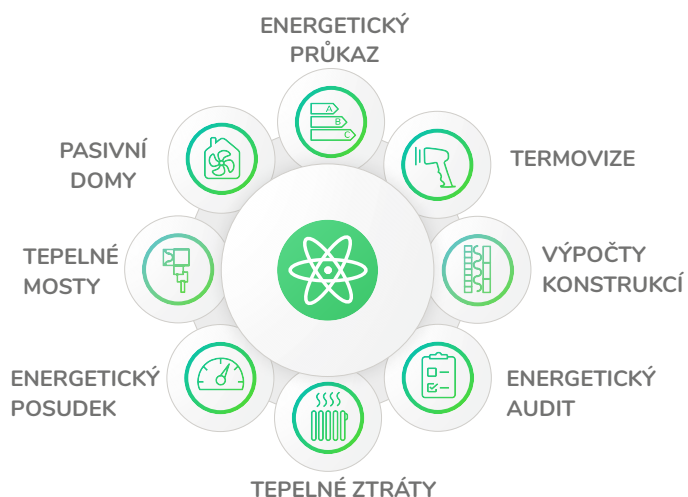 ENERGETICKÝ
PRŮKAZ
A
B
C
PASIVNÍ
DOMY
TERMOVIZE
TEPELNÉ
MOSTY
VÝPOČTY
KONSTRUKCÍ
ENERGETICKÝ
POSUDEK
ENERGETICKÝ
AUDIT
TEPELNÉ ZTRÁTY